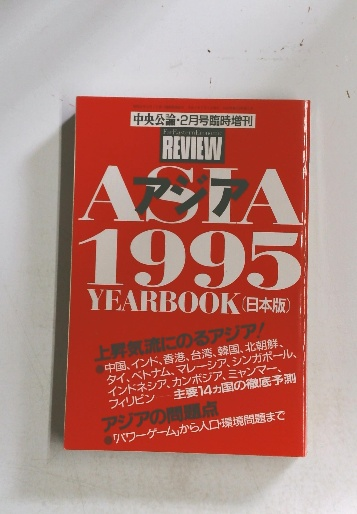 中央公論・2月号臨時増刊
Far Eastern Economic
REVIEW
ASIA
アジア
1995
YEARBOOK(日本版)
上昇気流にのるアジア!
●中国、インド、香港、台湾、韓国、北朝鮮、
タイ、ベトナム、マレーシア、シンガポール、
インドネシア、カンボジア、ミャンマー、
フィリピン……主要14ヵ国の徹底予測
アジアの問題点
●「パワーゲーム」から人口・環境問題まで